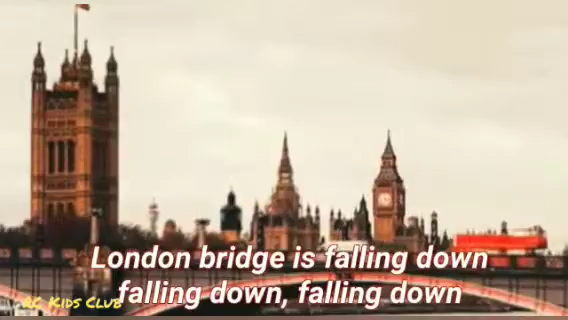 London bridge is falling down
falling down, falling down
RC Kids Club